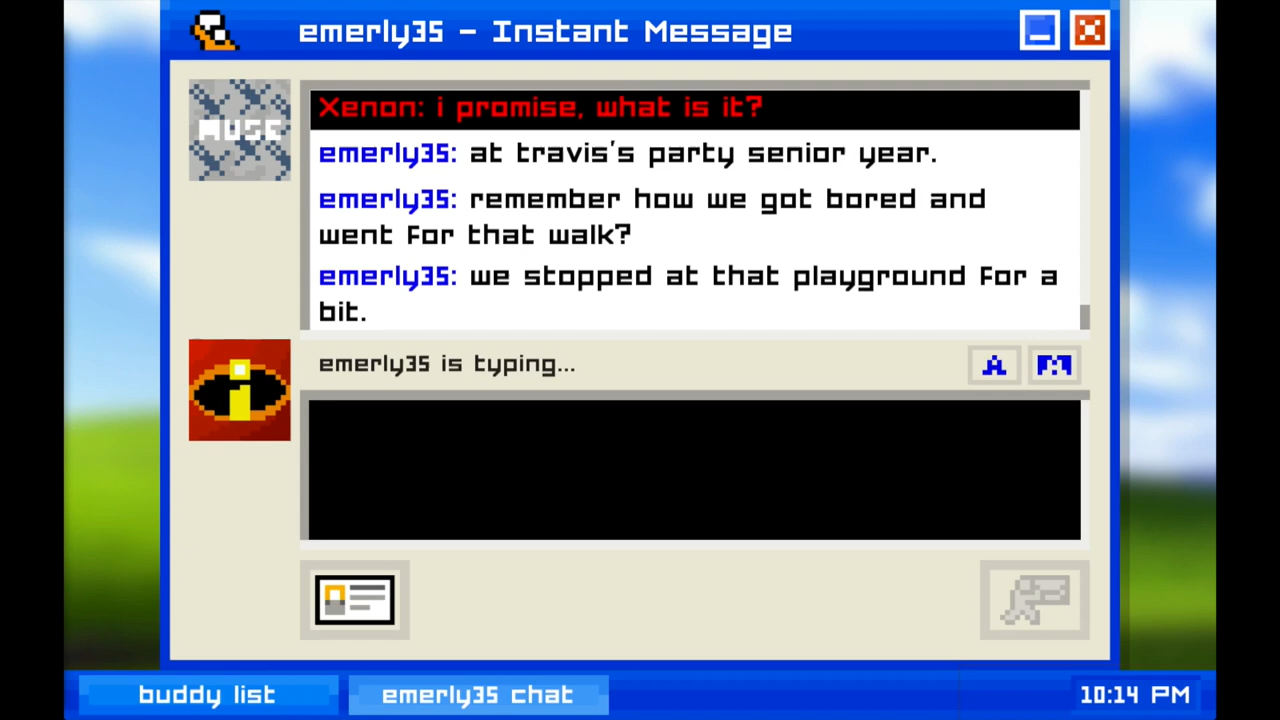 emerly35 - Instant Message
MUSE
Xenon: i promise, what is it?
emerly35: at travis's party senior year.
emerly35: remember how we got bored and
went for that walk?
emerly35: we stopped at that playground for a
bit.
emerly35 is typing...
A
i
buddy list
emerly35 chat
10:14 PM